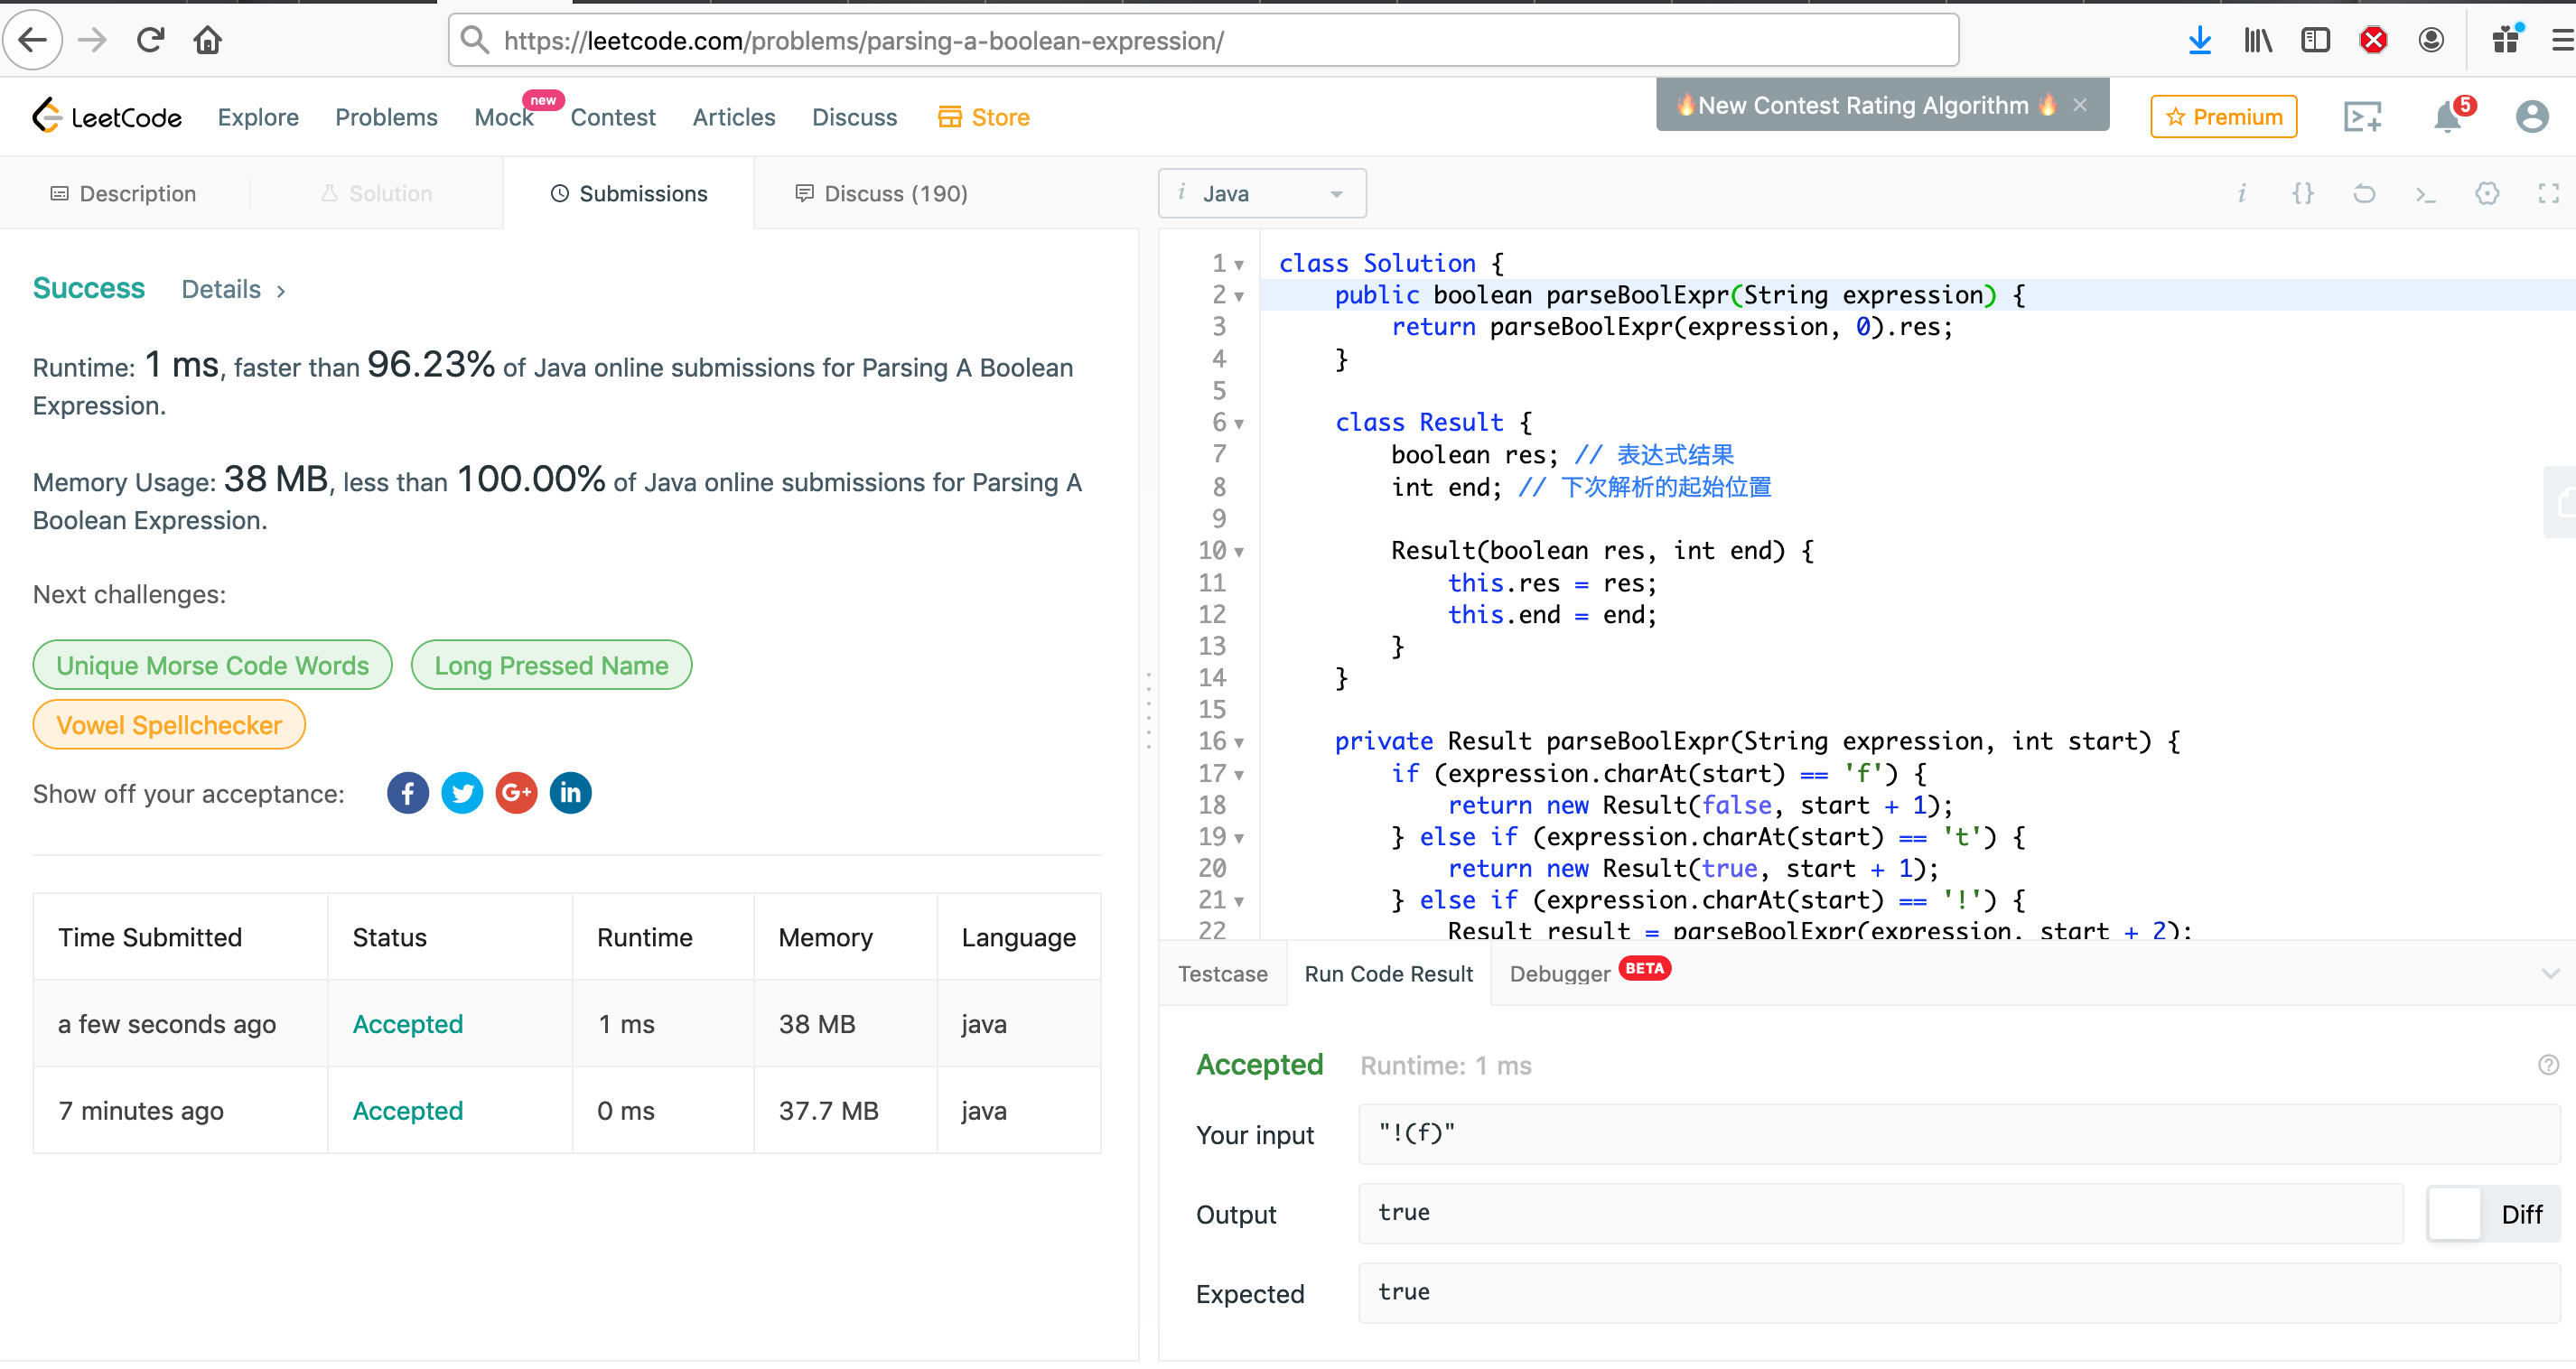 https://leetcode.com/problems/parsing-a-boolean-expression/
LeetCode Explore Problems Mock new Contest Articles Discuss Store
🔥New Contest Rating Algorithm 🔥 ×
Premium 5
Description Solution Submissions Discuss (190)
i Java
Success Details >
Runtime: 1 ms, faster than 96.23% of Java online submissions for Parsing A Boolean
Expression.
Memory Usage: 38 MB, less than 100.00% of Java online submissions for Parsing A
Boolean Expression.
Next challenges:
Unique Morse Code Words Long Pressed Name
Vowel Spellchecker
Show off your acceptance:
Time Submitted Status Runtime Memory Language
a few seconds ago Accepted 1 ms 38 MB java
7 minutes ago Accepted 0 ms 37.7 MB java
1 class Solution {
2 public boolean parseBoolExpr(String expression) {
3 return parseBoolExpr(expression, 0).res;
4 }
5
6 class Result {
7 boolean res; // 表达式结果
8 int end; // 下次解析的起始位置
9
10 Result(boolean res, int end) {
11 this.res = res;
12 this.end = end;
13 }
14 }
15
16 private Result parseBoolExpr(String expression, int start) {
17 if (expression.charAt(start) == 'f') {
18 return new Result(false, start + 1);
19 } else if (expression.charAt(start) == 't') {
20 return new Result(true, start + 1);
21 } else if (expression.charAt(start) == '!') {
22 Result result = parseBoolExpr(expression, start + 2);
Testcase Run Code Result Debugger BETA
Accepted Runtime: 1 ms
Your input "!(f)"
Output true Diff
Expected true